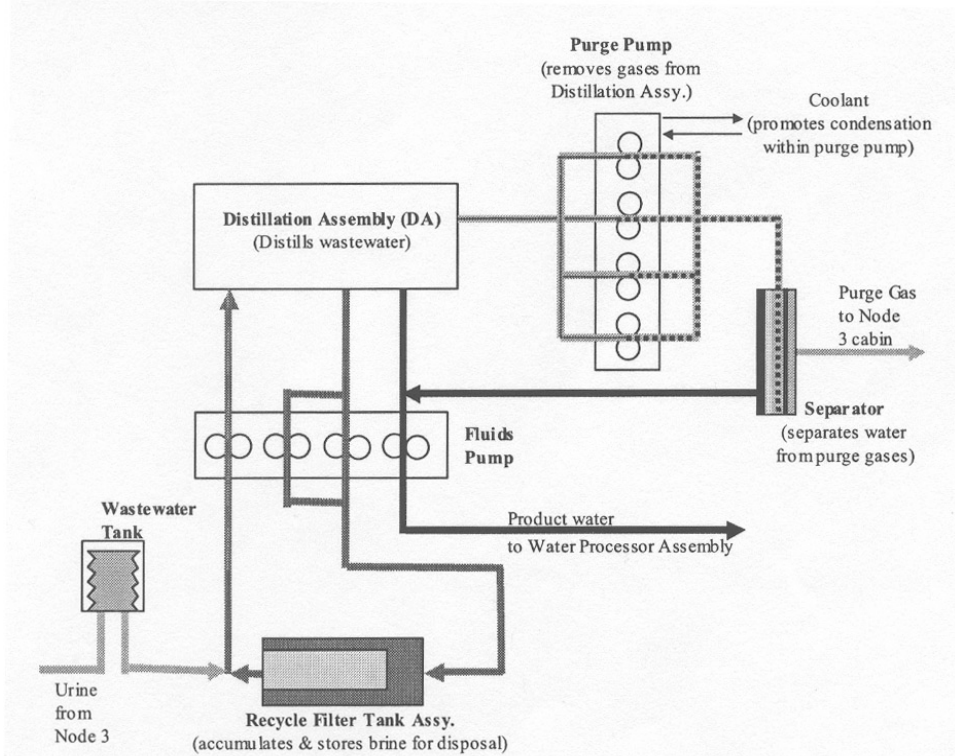 Purge Pump
(removes gases from
Distillation Assy.)
Coolant
(promotes condensation
within purge pump)
Distillation Assembly (DA)
(Distills wastewater)
Purge Gas
to Node
3 cabin
Separator
(separates water
from purge gases)
Fluids
Pump
Wastewater
Tank
Product water
to Water Processor Assembly
Urine
from
Node 3
Recycle Filter Tank Assy.
(accumulates & stores brine for disposal)